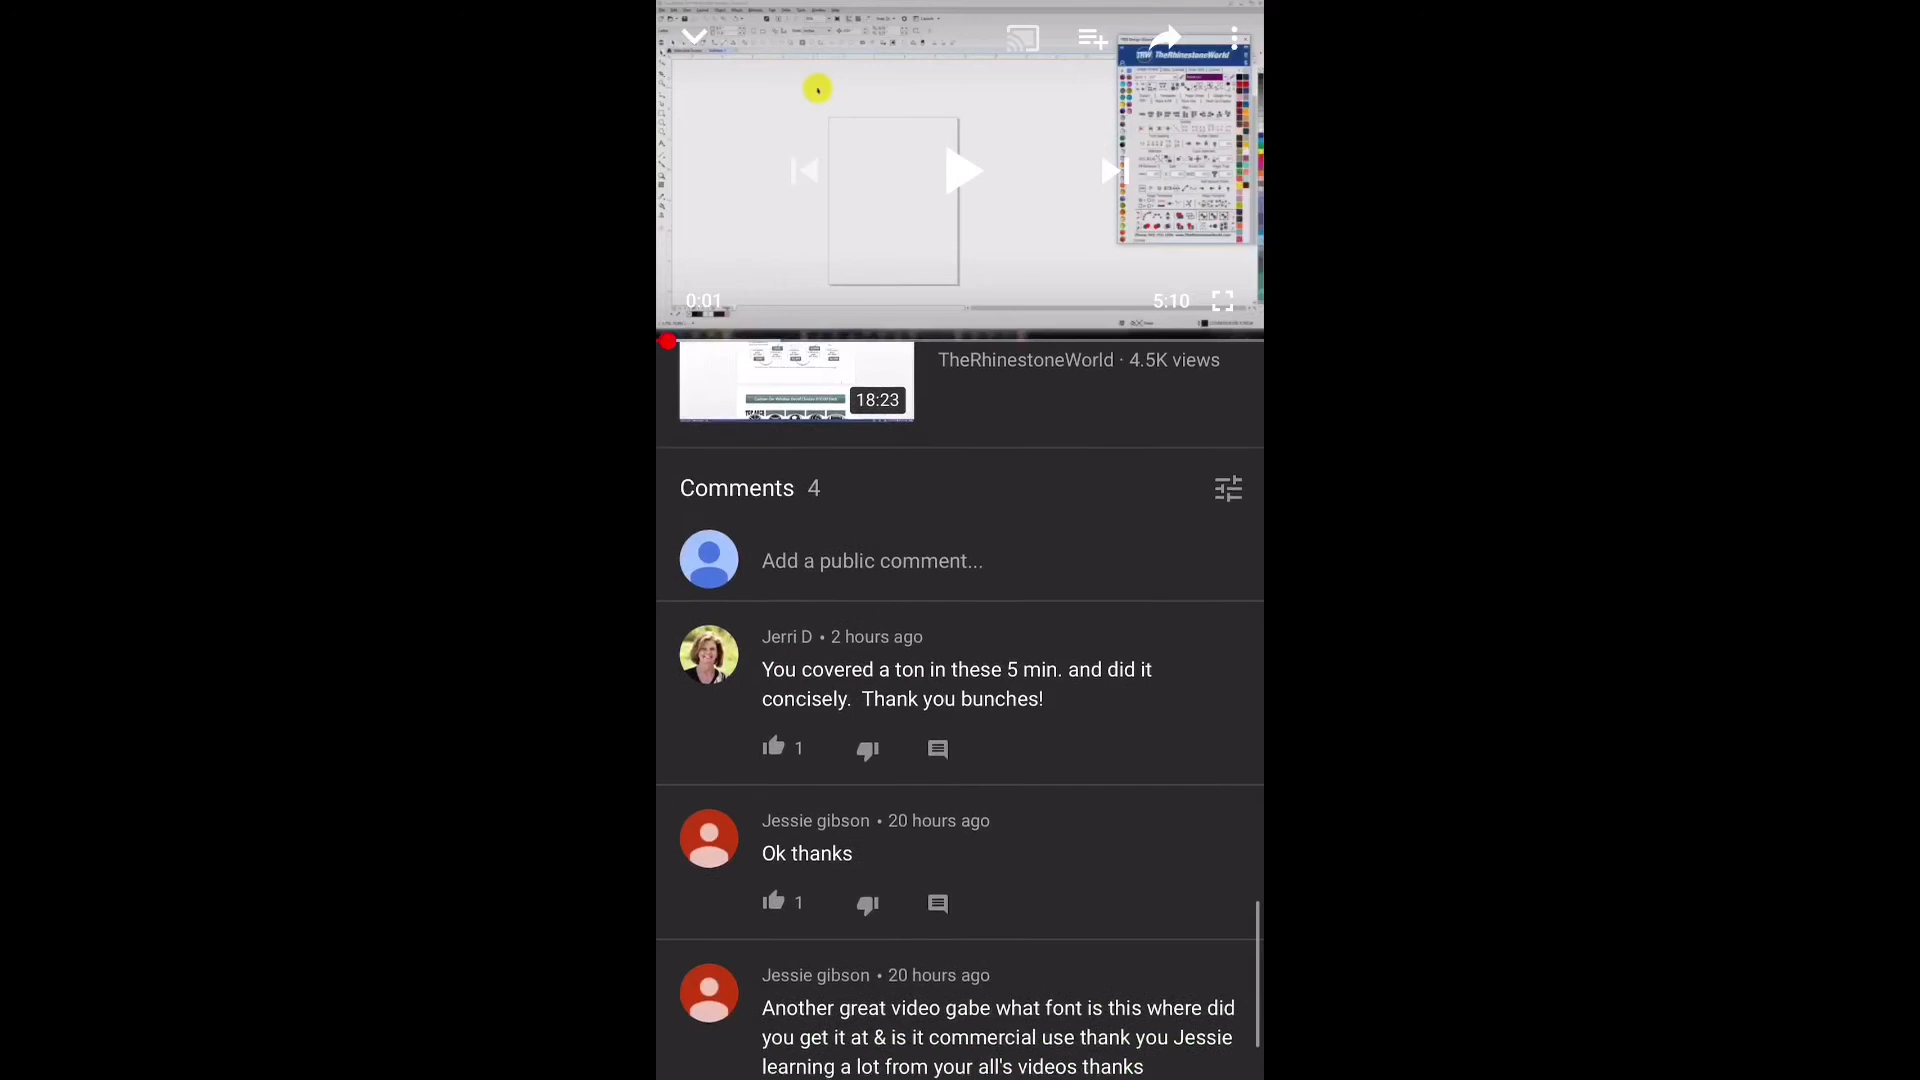 TRW TheRhinestoneWorld
0:01
5:10
TheRhinestoneWorld · 4.5K views
18:23
Comments 4
Add a public comment...
Jerri D • 2 hours ago
You covered a ton in these 5 min. and did it
concisely.  Thank you bunches!
1
Jessie gibson • 20 hours ago
Ok thanks
1
Jessie gibson • 20 hours ago
Another great video gabe what font is this where did
you get it at & is it commercial use thank you Jessie
learning a lot from your all's videos thanks